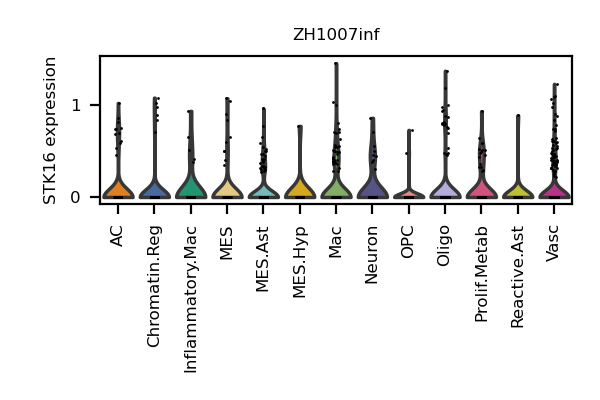 ZH1007inf
STK16 expression
1
0
AC
Chromatin.Reg
Inflammatory.Mac
MES
MES.Ast
MES.Hyp
Mac
Neuron
OPC
Oligo
Prolif.Metab
Reactive.Ast
Vasc